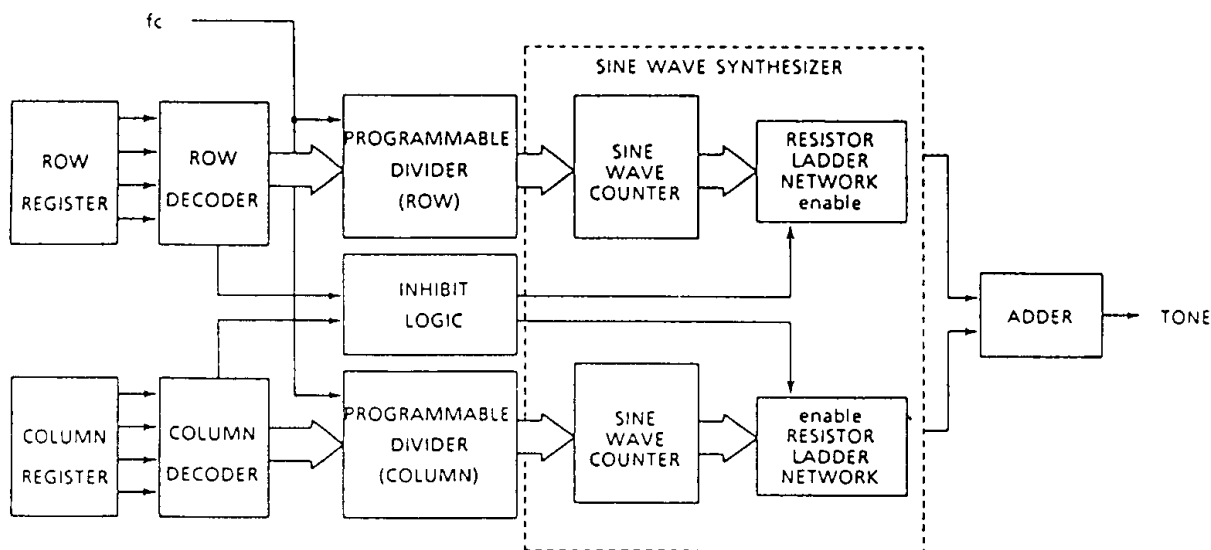 fc
SINE WAVE SYNTHESIZER
ROW
REGISTER
ROW
DECODER
PROGRAMMABLE
DIVIDER
(ROW)
SINE
WAVE
COUNTER
RESISTOR
LADDER
NETWORK
enable
INHIBIT
LOGIC
ADDER
TONE
COLUMN
REGISTER
COLUMN
DECODER
PROGRAMMABLE
DIVIDER
(COLUMN)
SINE
WAVE
COUNTER
enable
RESISTOR
LADDER
NETWORK